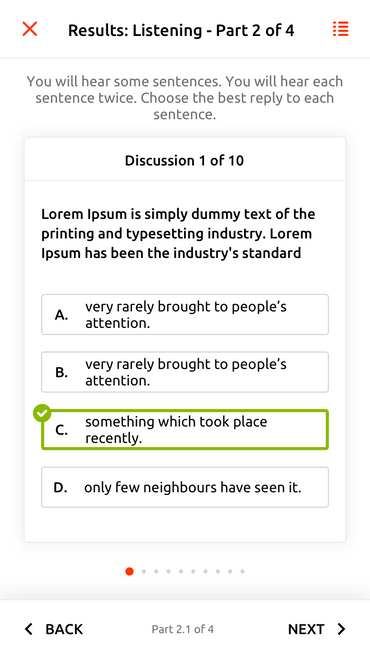 Results: Listening - Part 2 of 4
You will hear some sentences. You will hear each
sentence twice. Choose the best reply to each
sentence.
Discussion 1 of 10
Lorem Ipsum is simply dummy text of the
printing and typesetting industry. Lorem
Ipsum has been the industry's standard
A. very rarely brought to people’s
attention.
B. very rarely brought to people’s
attention.
C. something which took place
recently.
D. only few neighbours have seen it.
BACK Part 2.1 of 4 NEXT